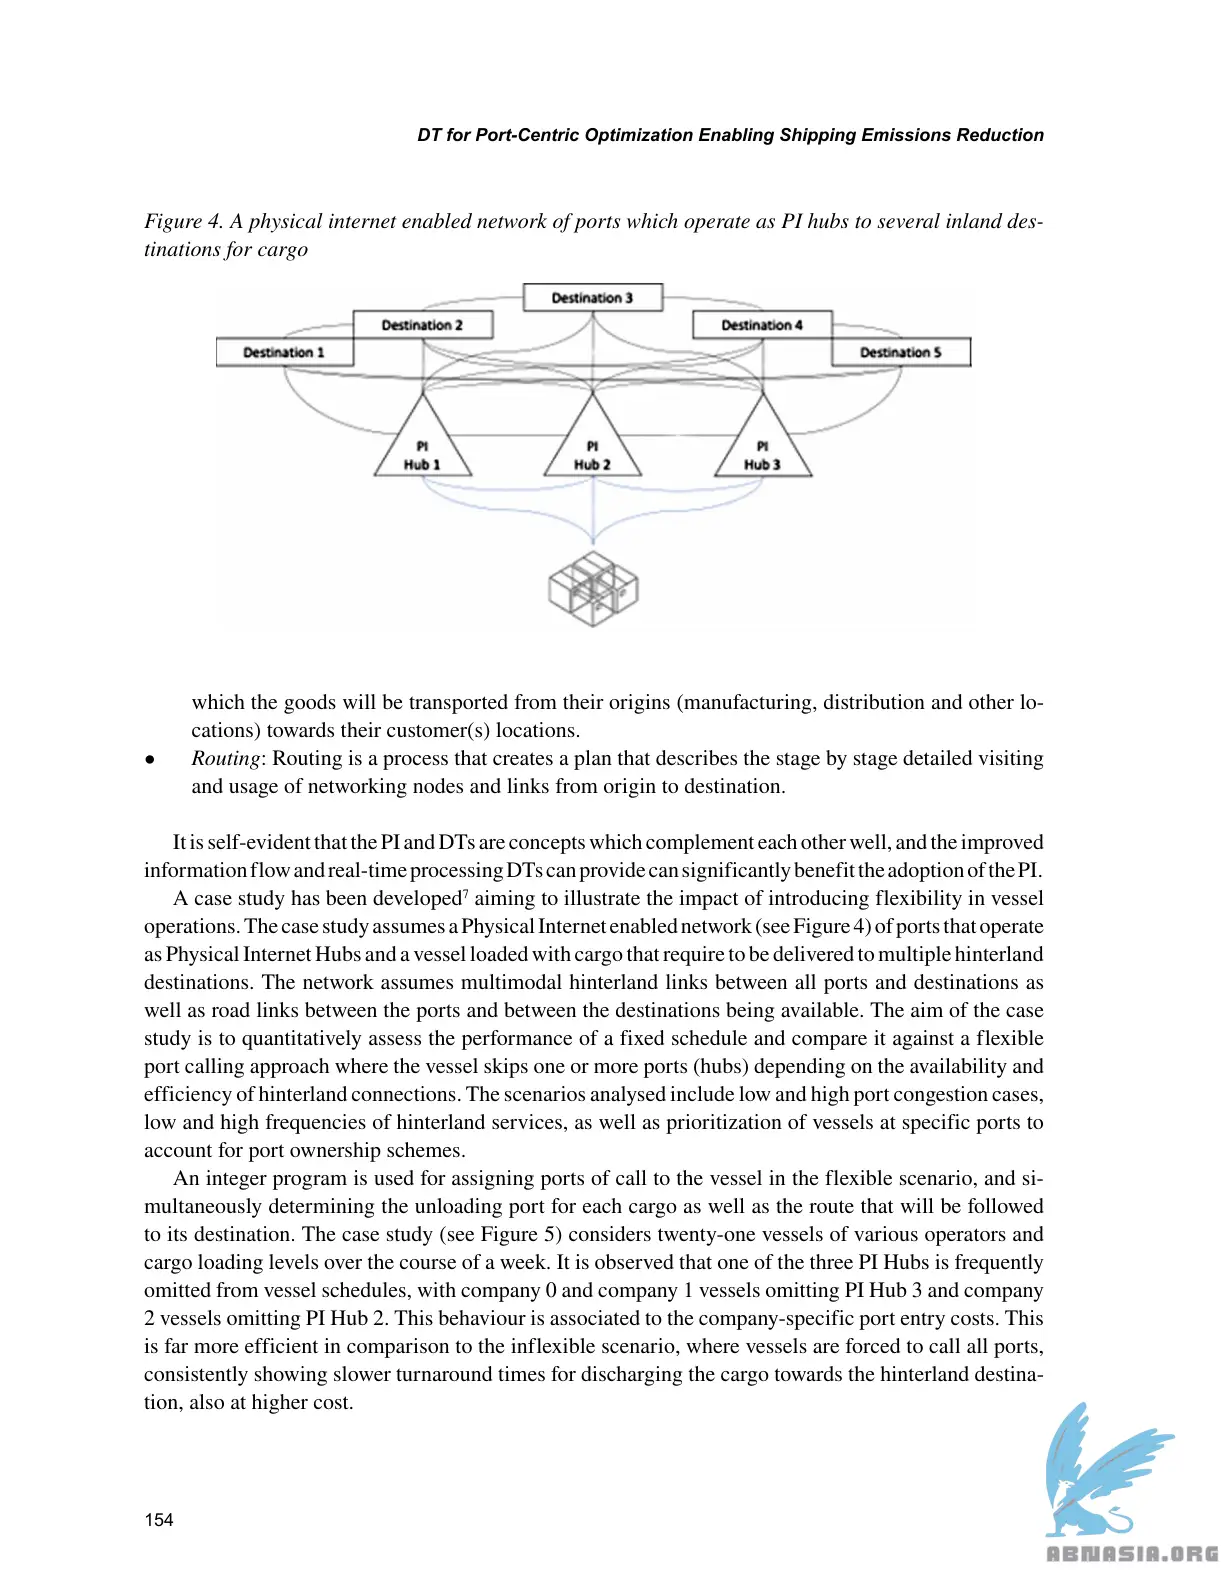 DT for Port-Centric Optimization Enabling Shipping Emissions Reduction
Figure 4. A physical internet enabled network of ports which operate as PI hubs to several inland des-
tinations for cargo
Destination 3
Destination 2
Destination 4
Destination 1
Destination 5
PI
Hub 1
PI
Hub 2
PI
Hub 3
which the goods will be transported from their origins (manufacturing, distribution and other lo-
cations) towards their customer(s) locations.
● Routing: Routing is a process that creates a plan that describes the stage by stage detailed visiting
and usage of networking nodes and links from origin to destination.
It is self-evident that the PI and DTs are concepts which complement each other well, and the improved
information flow and real-time processing DTs can provide can significantly benefit the adoption of the PI.
A case study has been developed⁷ aiming to illustrate the impact of introducing flexibility in vessel
operations. The case study assumes a Physical Internet enabled network (see Figure 4) of ports that operate
as Physical Internet Hubs and a vessel loaded with cargo that require to be delivered to multiple hinterland
destinations. The network assumes multimodal hinterland links between all ports and destinations as
well as road links between the ports and between the destinations being available. The aim of the case
study is to quantitatively assess the performance of a fixed schedule and compare it against a flexible
port calling approach where the vessel skips one or more ports (hubs) depending on the availability and
efficiency of hinterland connections. The scenarios analysed include low and high port congestion cases,
low and high frequencies of hinterland services, as well as prioritization of vessels at specific ports to
account for port ownership schemes.
An integer program is used for assigning ports of call to the vessel in the flexible scenario, and si-
multaneously determining the unloading port for each cargo as well as the route that will be followed
to its destination. The case study (see Figure 5) considers twenty-one vessels of various operators and
cargo loading levels over the course of a week. It is observed that one of the three PI Hubs is frequently
omitted from vessel schedules, with company 0 and company 1 vessels omitting PI Hub 3 and company
2 vessels omitting PI Hub 2. This behaviour is associated to the company-specific port entry costs. This
is far more efficient in comparison to the inflexible scenario, where vessels are forced to call all ports,
consistently showing slower turnaround times for discharging the cargo towards the hinterland destina-
tion, also at higher cost.
154
ABNASIA.ORG